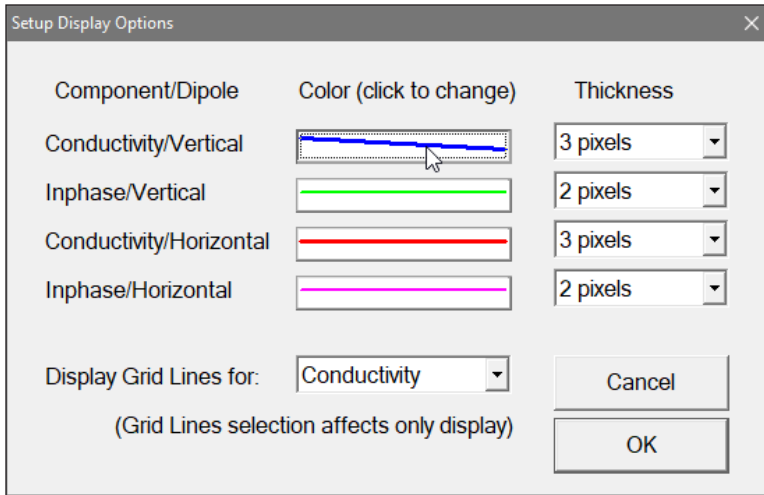 Setup Display Options
Component/Dipole Color (click to change) Thickness
Conductivity/Vertical 3 pixels
Inphase/Vertical 2 pixels
Conductivity/Horizontal 3 pixels
Inphase/Horizontal 2 pixels
Display Grid Lines for: Conductivity Cancel
(Grid Lines selection affects only display)
OK